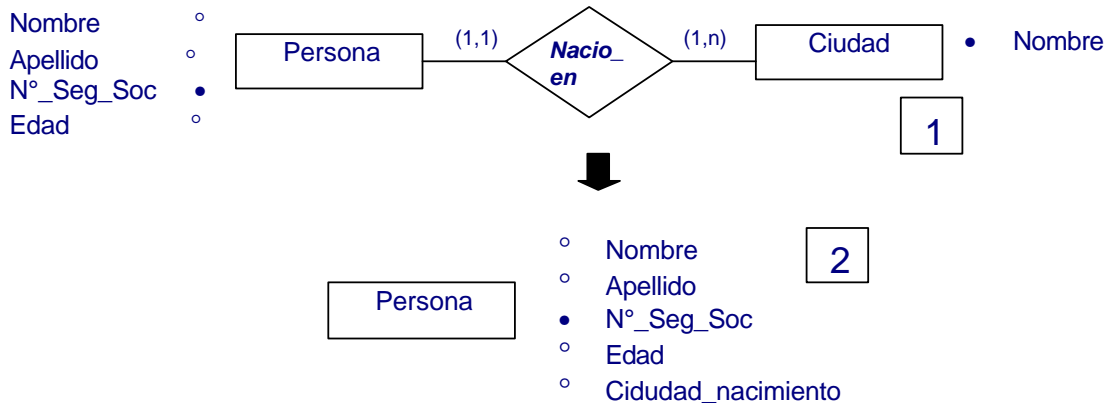 Nombre
Apellido
N°_Seg_Soc
Edad
Persona
(1,1)
Nacio_
en
(1,n)
Ciudad
Nombre
1
Nombre
Apellido
N°_Seg_Soc
Edad
Cidudad_nacimiento
Persona
2